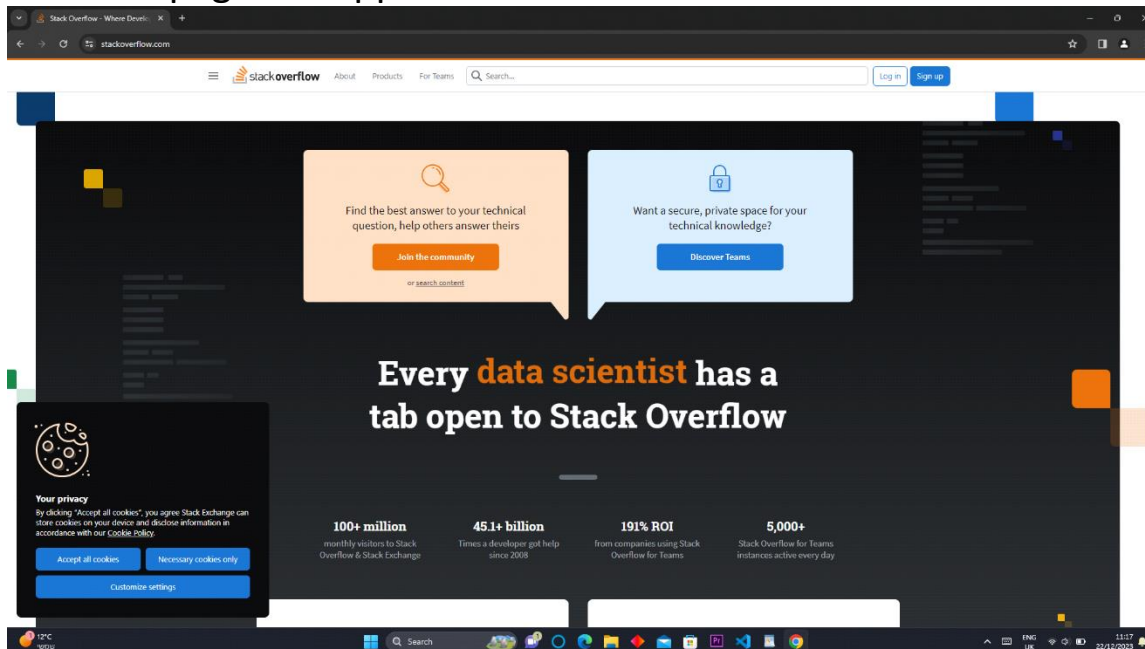 Stack Overflow - Where Develo
stackoverflow.com
stackoverflow About Products For Teams Search... Log in Sign up
Find the best answer to your technical
question, help others answer theirs
Join the community
or search content
Want a secure, private space for your
technical knowledge?
Discover Teams
Every data scientist has a
tab open to Stack Overflow
Your privacy
By clicking "Accept all cookies", you agree Stack Exchange can
store cookies on your device and disclose information in
accordance with our Cookie Policy.
Accept all cookies Necessary cookies only
Customize settings
100+ million
monthly visitors to Stack
Overflow & Stack Exchange
45.1+ billion
Times a developer got help
since 2008
191% ROI
from companies using Stack
Overflow for Teams
5,000+
Stack Overflow for Teams
instances active every day
12°C
Search
ENG
UK
11:17
22/12/2023